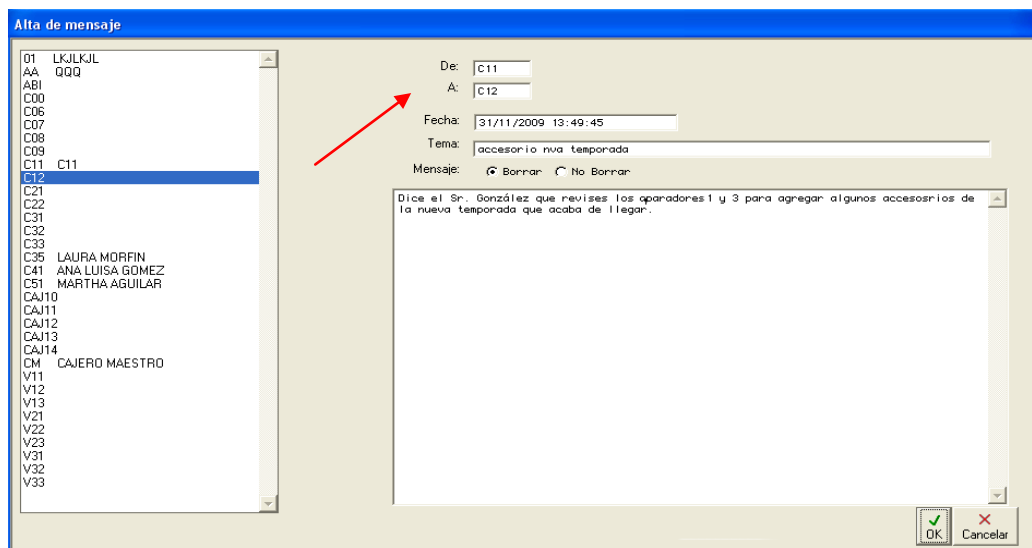 Alta de mensaje
01 LKJLKJL
AA QQQ
ABI
C00
C06
C07
C08
C09
C11 C11
C12
C21
C22
C31
C32
C33
C35 LAURA MORFIN
C41 ANA LUISA GOMEZ
C51 MARTHA AGUILAR
CAJ10
CAJ11
CAJ12
CAJ13
CAJ14
CM CAJERO MAESTRO
V11
V12
V13
V21
V22
V23
V31
V32
V33
De: C11
A: C12
Fecha: 31/11/2009 13:49:45
Tema: accesorio nva temporada
Mensaje: Borrar No Borrar
Dice el Sr. González que revises los aparadores1 y 3 para agregar algunos accesosrios de
la nueva temporada que acaba de llegar.
OK Cancelar